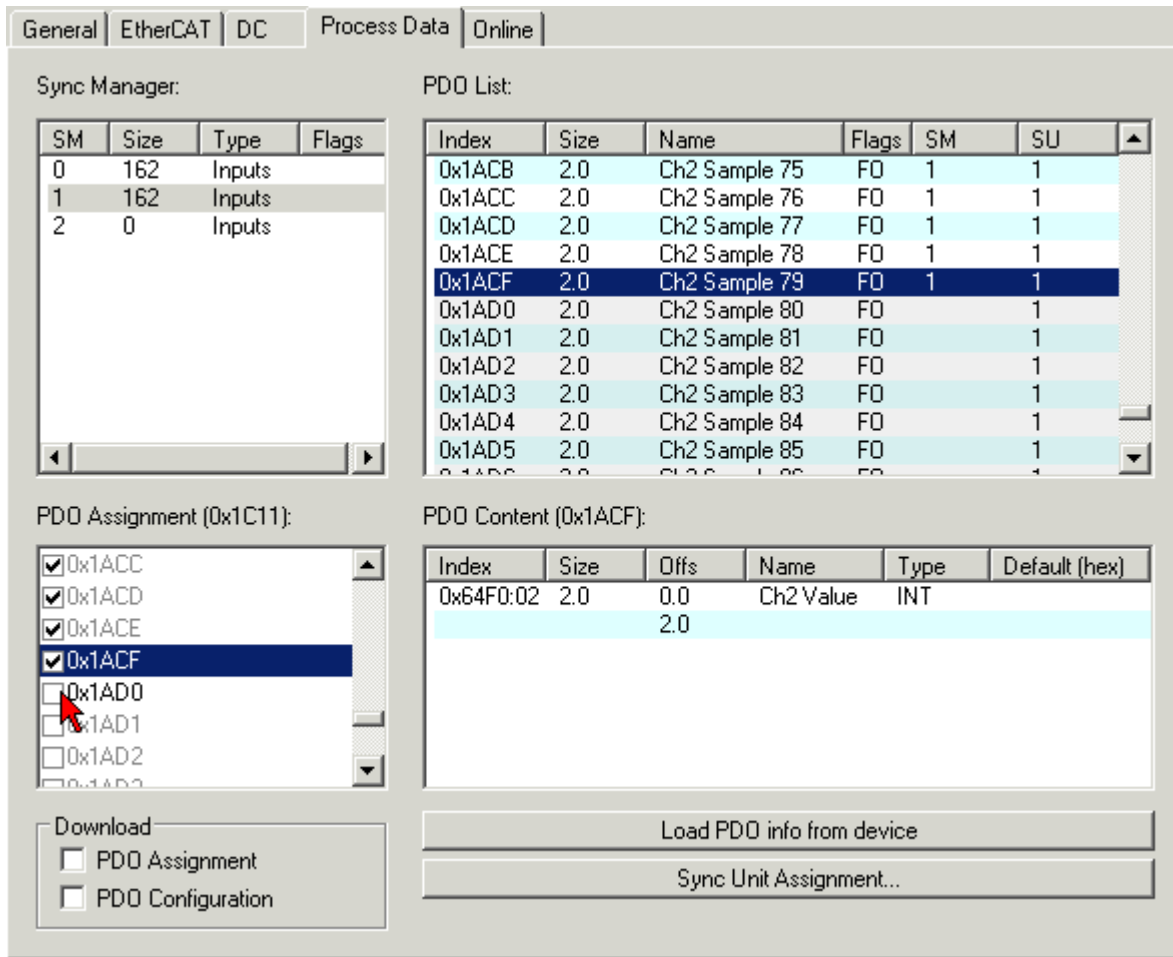 General EtherCAT DC Process Data Online
Sync Manager:
SM Size Type Flags
0 162 Inputs
1 162 Inputs
2 0 Inputs
PDO List:
Index Size Name Flags SM SU
0x1ACB 2.0 Ch2 Sample 75 F0 1 1
0x1ACC 2.0 Ch2 Sample 76 F0 1 1
0x1ACD 2.0 Ch2 Sample 77 F0 1 1
0x1ACE 2.0 Ch2 Sample 78 F0 1 1
0x1ACF 2.0 Ch2 Sample 79 F0 1 1
0x1AD0 2.0 Ch2 Sample 80 F0 1
0x1AD1 2.0 Ch2 Sample 81 F0 1
0x1AD2 2.0 Ch2 Sample 82 F0 1
0x1AD3 2.0 Ch2 Sample 83 F0 1
0x1AD4 2.0 Ch2 Sample 84 F0 1
0x1AD5 2.0 Ch2 Sample 85 F0 1
PDO Assignment (0x1C11):
0x1ACC
0x1ACD
0x1ACE
0x1ACF
0x1AD0
0x1AD1
0x1AD2
PDO Content (0x1ACF):
Index Size Offs Name Type Default (hex)
0x64F0:02 2.0 0.0 Ch2 Value INT
2.0
Download
PDO Assignment
PDO Configuration
Load PDO info from device
Sync Unit Assignment...